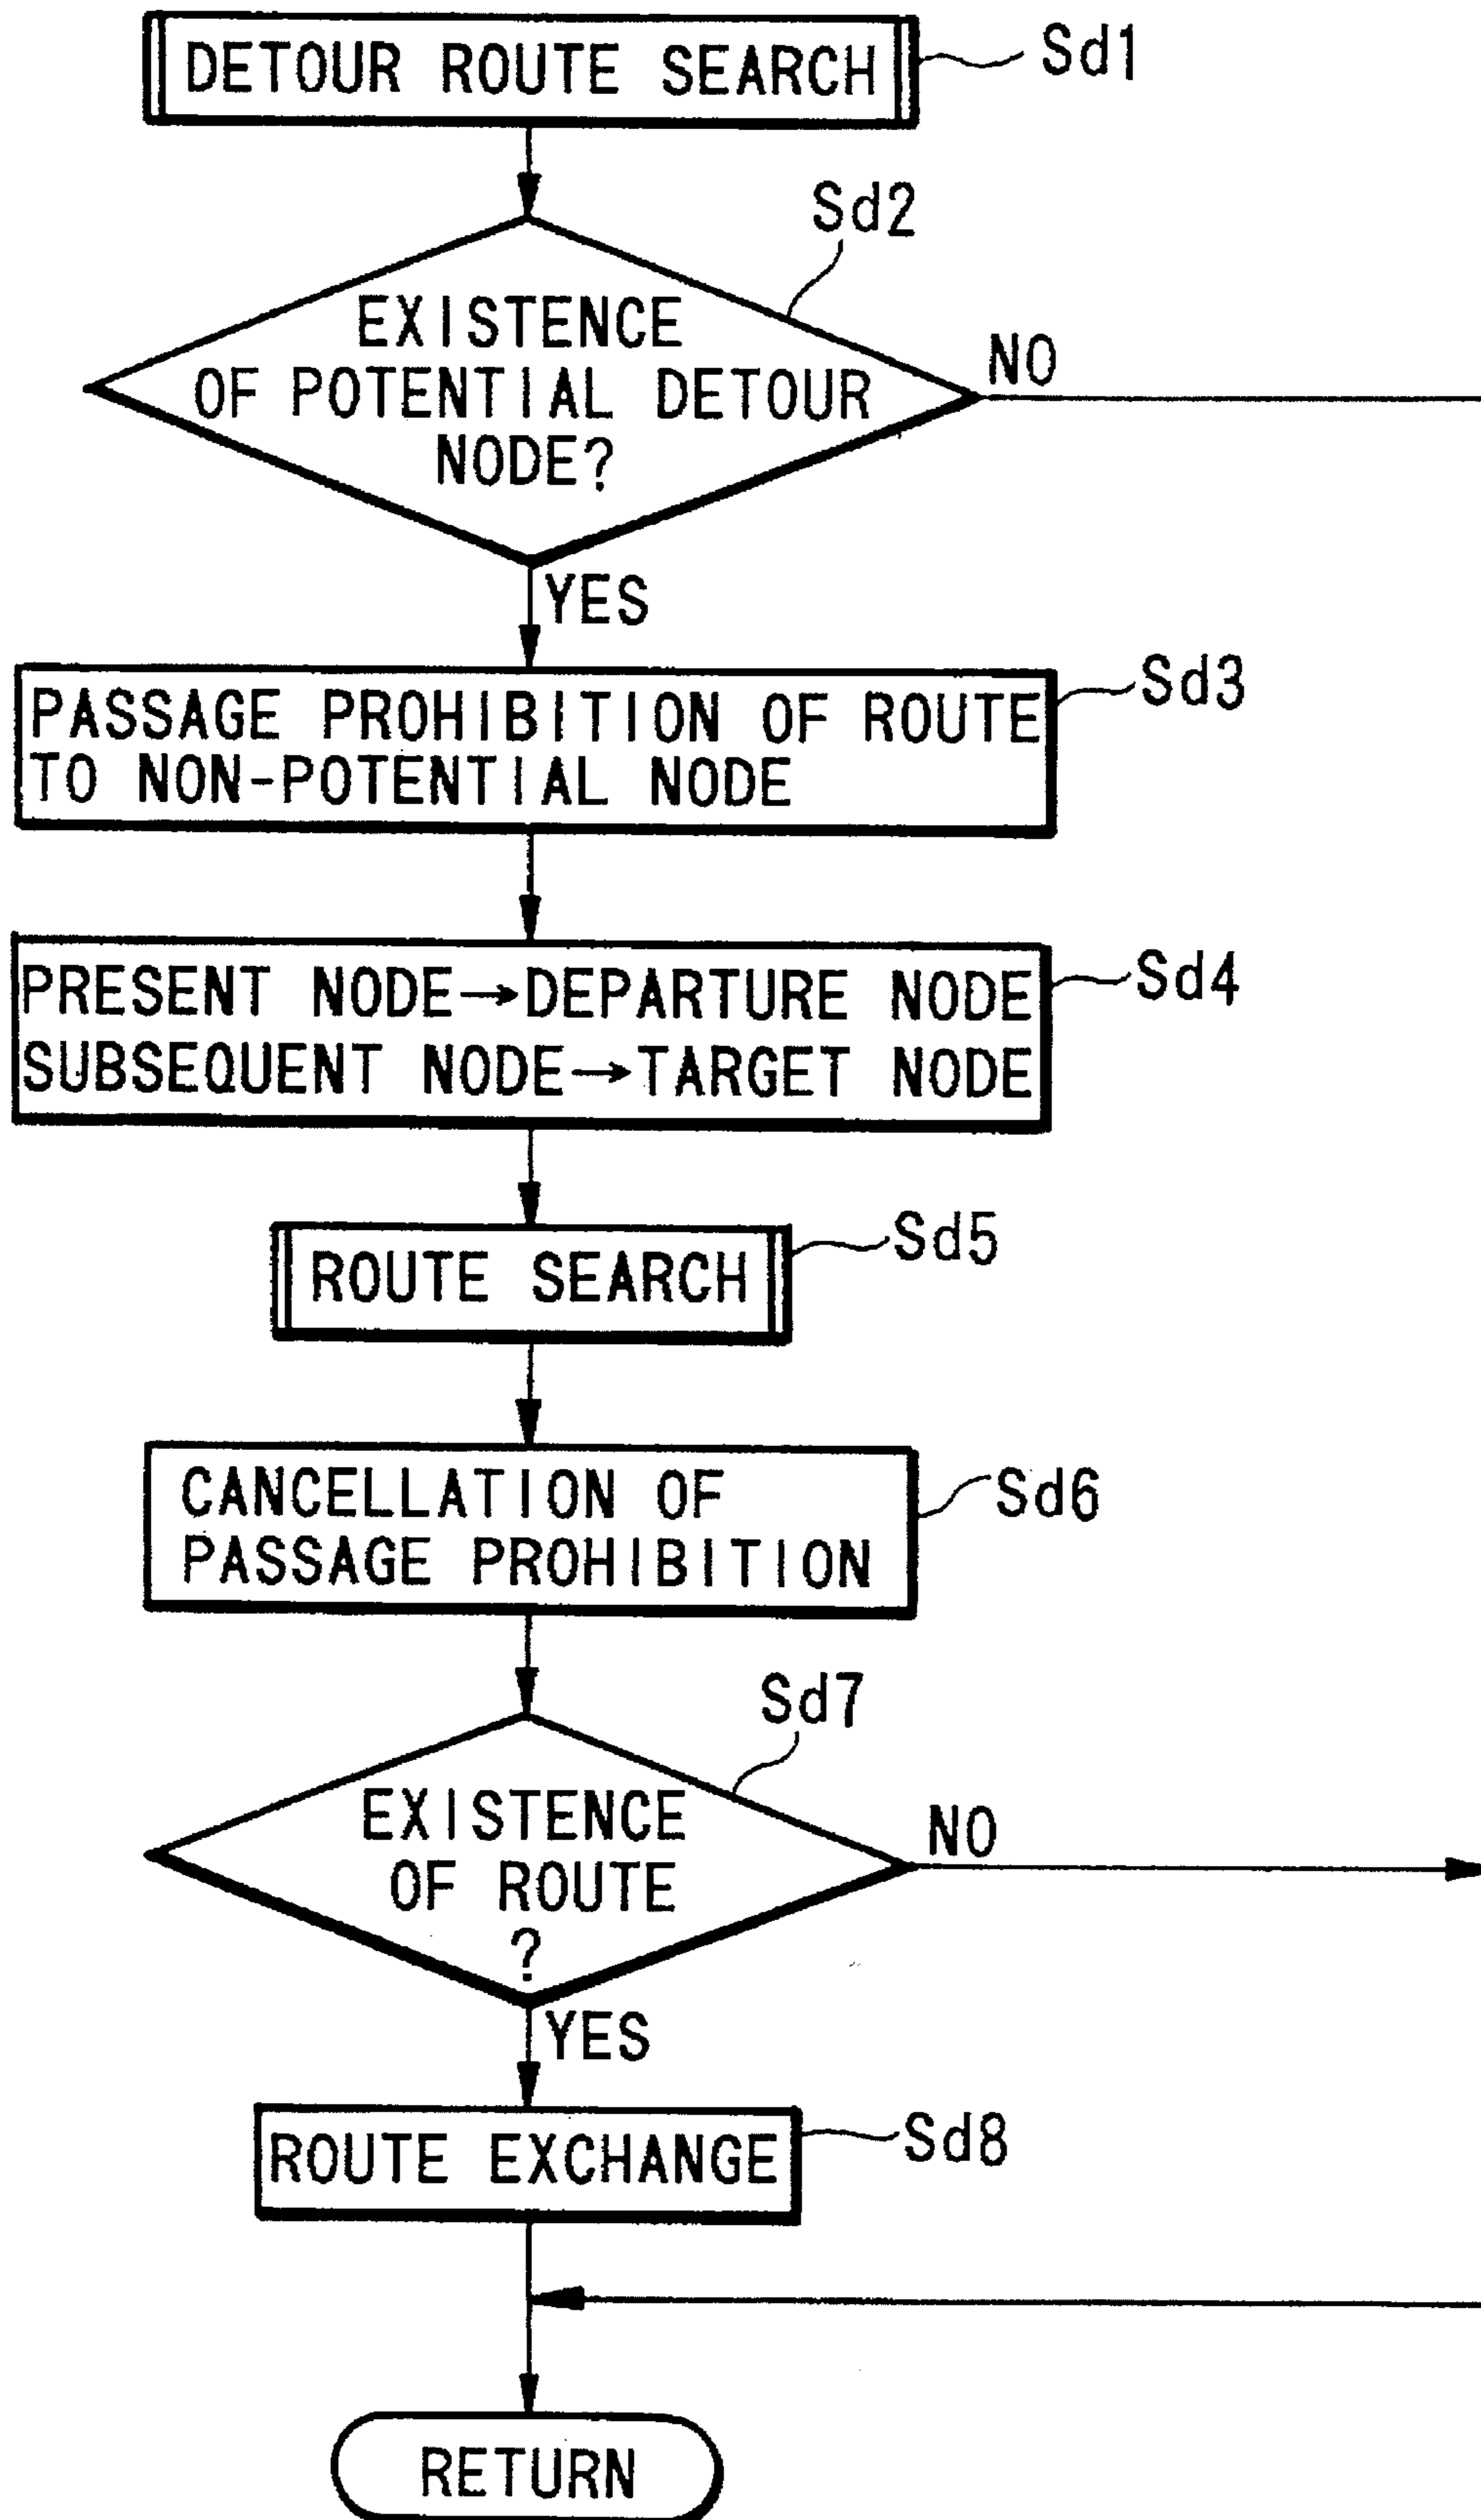 DETOUR ROUTE SEARCH
Sd1
Sd2
EXISTENCE
OF POTENTIAL DETOUR
NODE?
NO
YES
PASSAGE PROHIBITION OF ROUTE
TO NON-POTENTIAL NODE
Sd3
PRESENT NODE→DEPARTURE NODE
SUBSEQUENT NODE→TARGET NODE
Sd4
ROUTE SEARCH
Sd5
CANCELLATION OF
PASSAGE PROHIBITION
Sd6
Sd7
EXISTENCE
OF ROUTE
?
NO
YES
ROUTE EXCHANGE
Sd8
RETURN